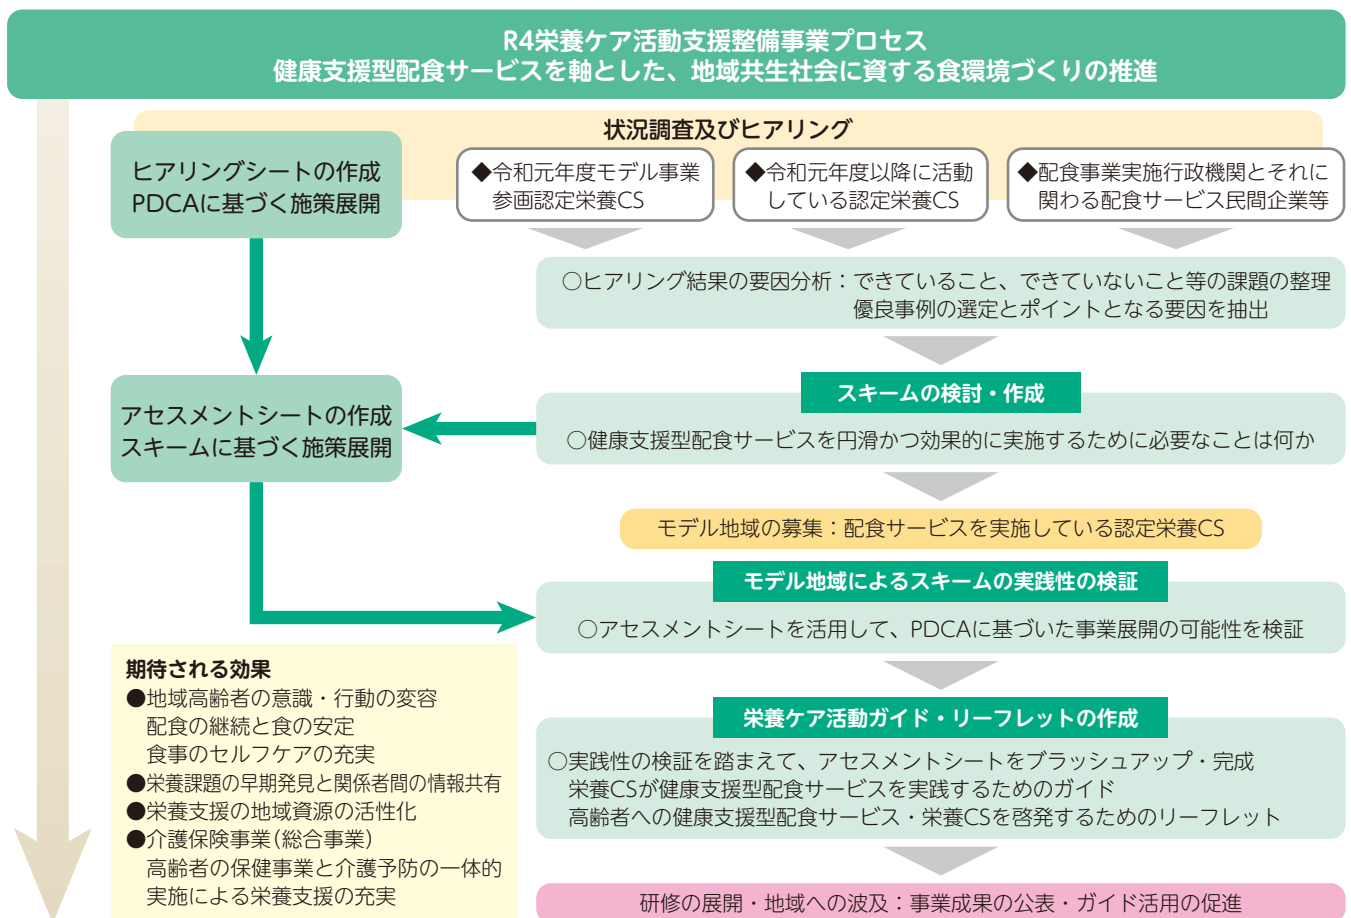 R4栄養ケア活動支援整備事業プロセス
健康支援型配食サービスを軸とした、地域共生社会に資する食環境づくりの推進
状況調査及びヒアリング
ヒアリングシートの作成
PDCAに基づく施策展開
◆令和元年度モデル事業
参画認定栄養CS
◆令和元年度以降に活動
している認定栄養CS
◆配食事業実施行政機関とそれに
関わる配食サービス民間企業等
○ヒアリング結果の要因分析：できていること、できていないこと等の課題の整理
優良事例の選定とポイントとなる要因を抽出
スキームの検討・作成
アセスメントシートの作成
スキームに基づく施策展開
○健康支援型配食サービスを円滑かつ効果的に実施するために必要なことは何か
モデル地域の募集：配食サービスを実施している認定栄養CS
モデル地域によるスキームの実践性の検証
○アセスメントシートを活用して、PDCAに基づいた事業展開の可能性を検証
期待される効果
●地域高齢者の意識・行動の変容
配食の継続と食の安定
食事のセルフケアの充実
●栄養課題の早期発見と関係者間の情報共有
●栄養支援の地域資源の活性化
●介護保険事業（総合事業）
高齢者の保健事業と介護予防の一体的
実施による栄養支援の充実
栄養ケア活動ガイド・リーフレットの作成
○実践性の検証を踏まえて、アセスメントシートをブラッシュアップ・完成
栄養CSが健康支援型配食サービスを実践するためのガイド
高齢者への健康支援型配食サービス・栄養CSを啓発するためのリーフレット
研修の展開・地域への波及：事業成果の公表・ガイド活用の促進